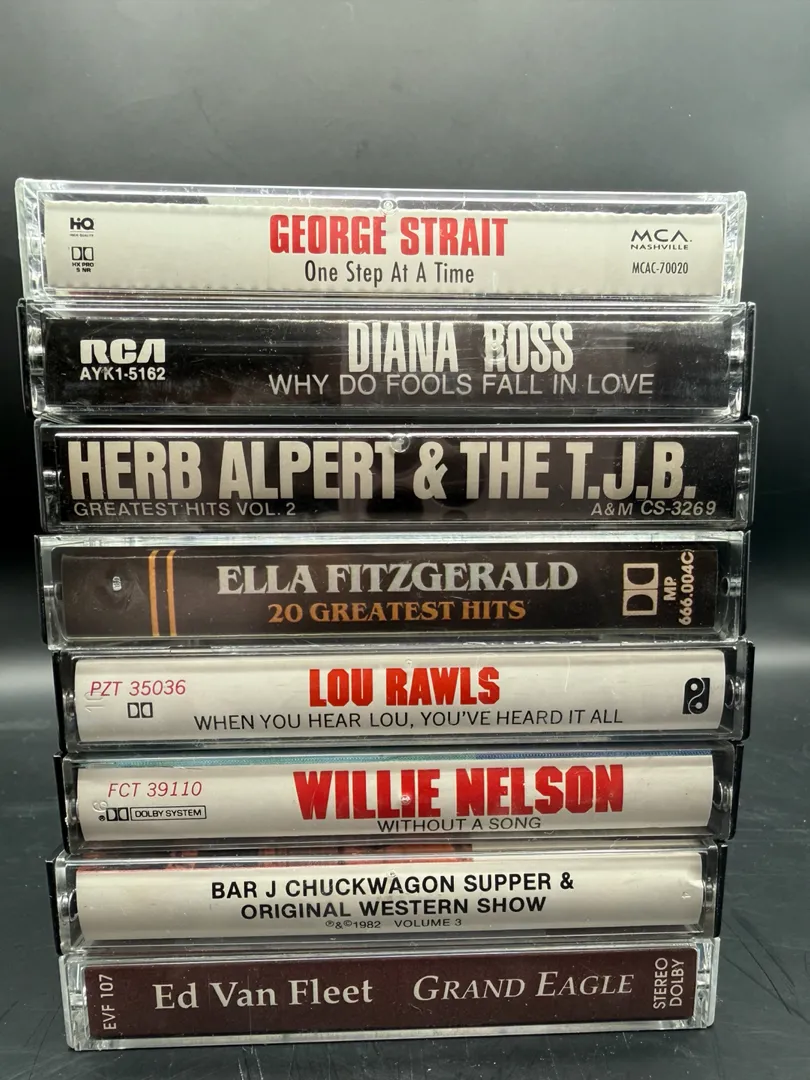 HQ
HX PRO
B NR
GEORGE STRAIT
One Step At A Time
MCA
NASHVILLE
MCAC-70020
RCA
AYK1-5162
DIANA ROSS
WHY DO FOOLS FALL IN LOVE
HERB ALPERT & THE T.J.B.
GREATEST HITS VOL. 2
A&M CS-3269
ELLA FITZGERALD
20 GREATEST HITS
MP
666.004C
PZT 35036
LOU RAWLS
WHEN YOU HEAR LOU, YOU'VE HEARD IT ALL
FCT 39110
DOLBY SYSTEM
WILLIE NELSON
WITHOUT A SONG
BAR J CHUCKWAGON SUPPER &
ORIGINAL WESTERN SHOW
℗&©1982 VOLUME 3
EVF 107
Ed Van Fleet
GRAND EAGLE
STEREO
DOLBY